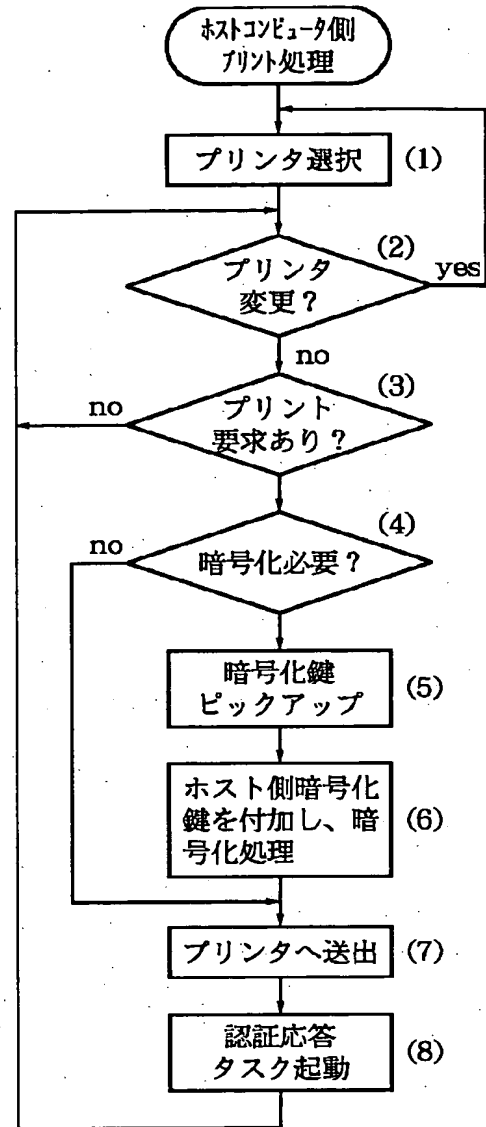 ホストコンピュータ側
プリント処理
プリンタ選択 (1)
(2)
プリンタ
変更?
yes
no
(3)
no
プリント
要求あり?
(4)
no
暗号化必要?
暗号化鍵
ピックアップ
(5)
ホスト側暗号化
鍵を付加し、暗
号化処理
(6)
プリンタへ送出 (7)
認証応答
タスク起動
(8)